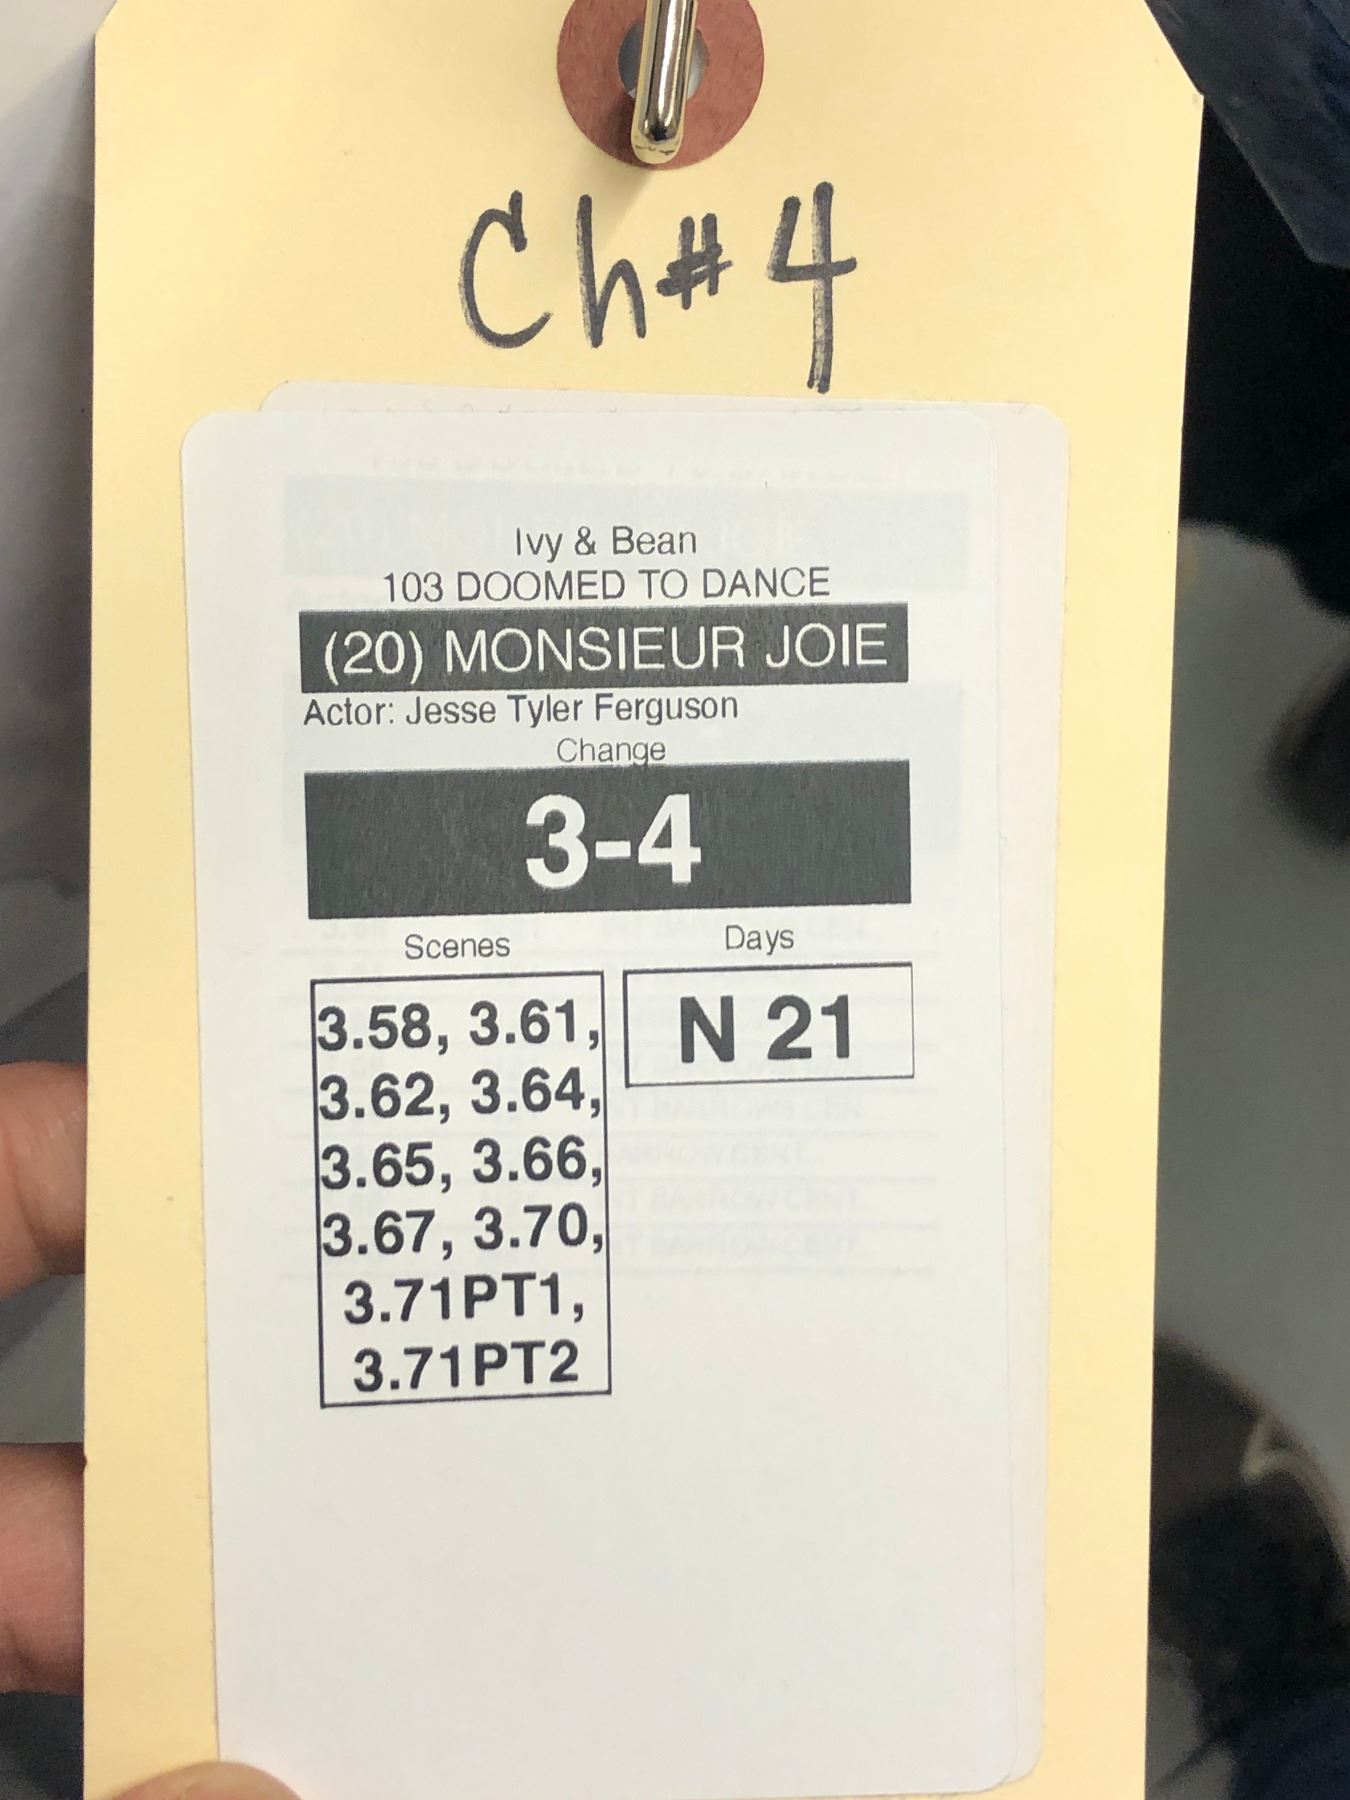 Ch#4
Ivy & Bean
103 DOOMED TO DANCE
(20) MONSIEUR JOIE
Actor: Jesse Tyler Ferguson
Change
3-4
Scenes
Days
3.58, 3.61,
N 21
3.62, 3.64,
3.65, 3.66,
3.67, 3.70,
3.71PT1,
3.71PT2